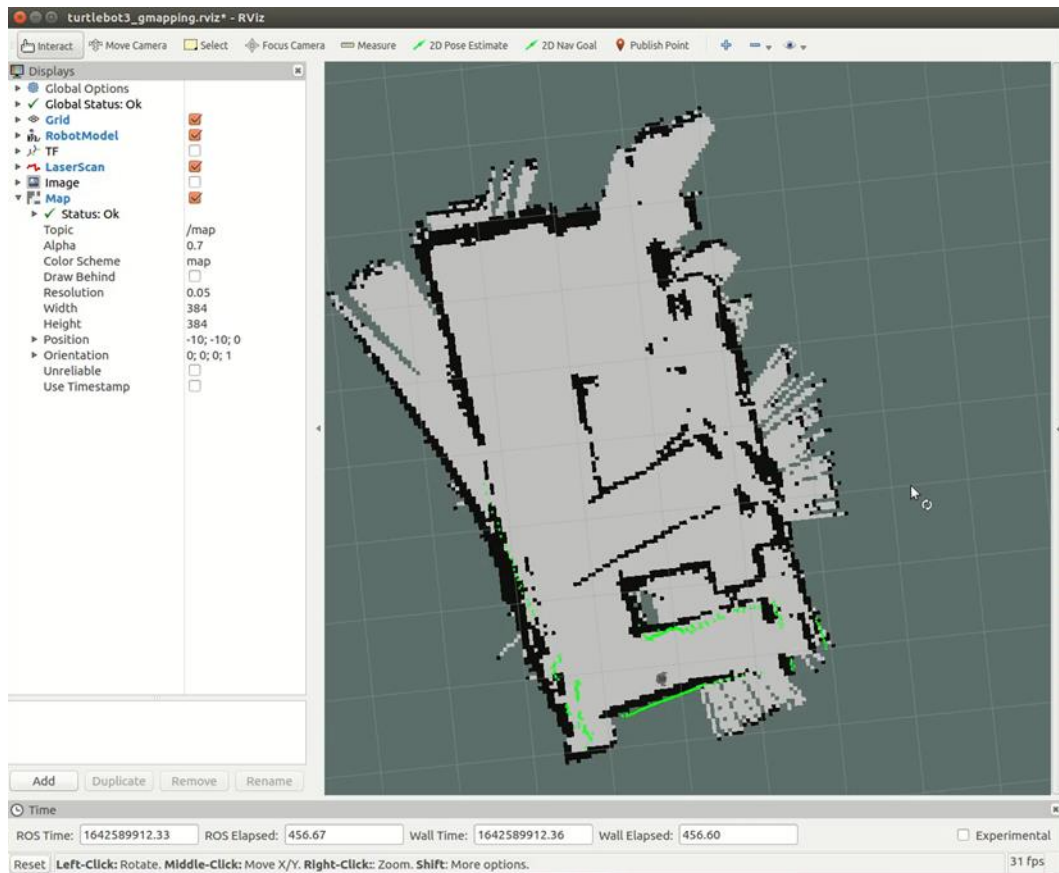 turtlebot3_gmapping.rviz* - RViz
Interact Move Camera Select Focus Camera Measure 2D Pose Estimate 2D Nav Goal Publish Point
Displays
Global Options
Global Status: Ok
Grid
RobotModel
TF
LaserScan
Image
Map
Status: Ok
Topic /map
Alpha 0.7
Color Scheme map
Draw Behind
Resolution 0.05
Width 384
Height 384
Position -10; -10; 0
Orientation 0; 0; 0; 1
Unreliable
Use Timestamp
Add Duplicate Remove Rename
Time
ROS Time: 1642589912.33 ROS Elapsed: 456.67 Wall Time: 1642589912.36 Wall Elapsed: 456.60 Experimental
Reset Left-Click: Rotate. Middle-Click: Move X/Y. Right-Click:: Zoom. Shift: More options. 31 fps